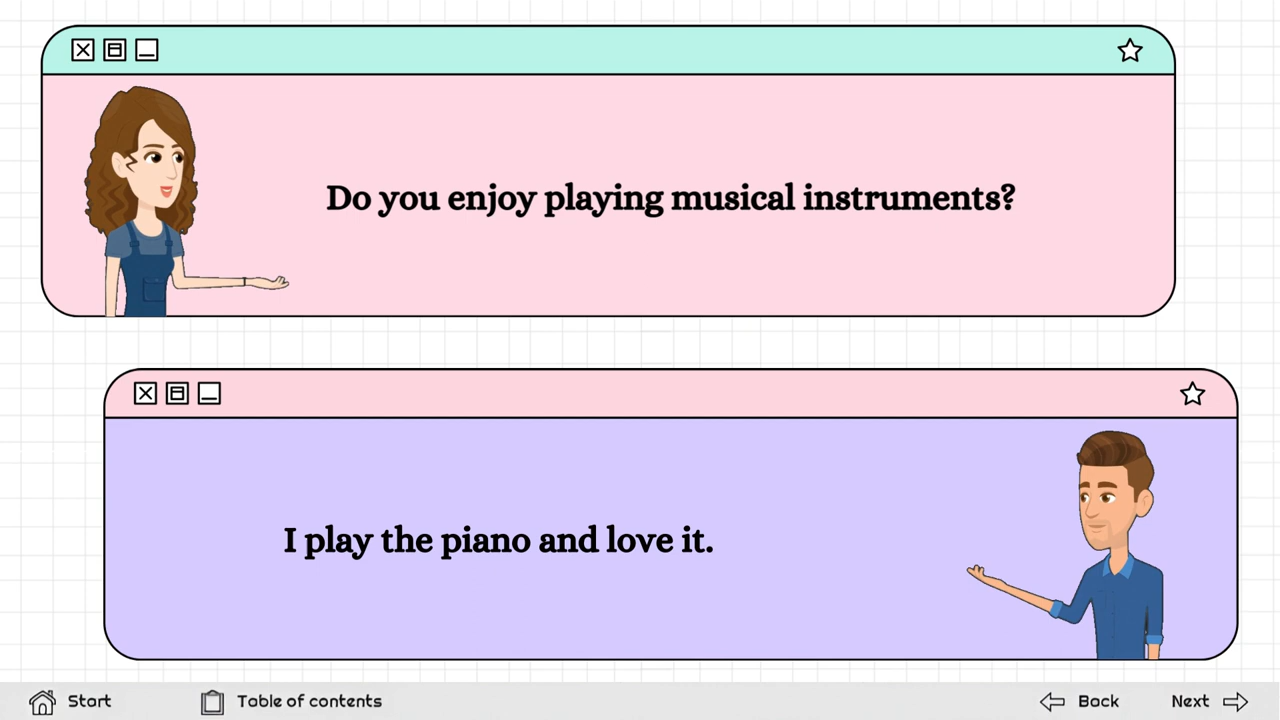 Do you enjoy playing musical instruments?
I play the piano and love it.
Start Table of contents Back Next